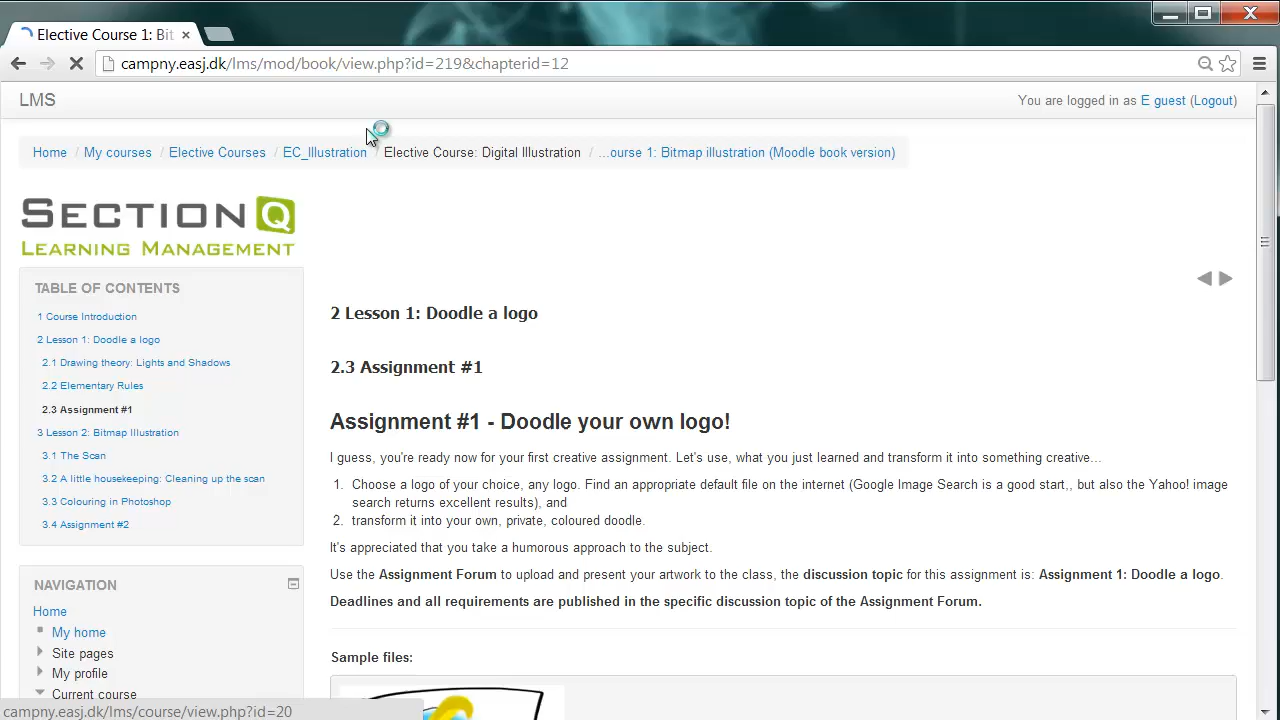 Elective Course 1: Bit
campny.easj.dk/lms/mod/book/view.php?id=219&chapterid=12
LMS
You are logged in as E guest (Logout)
Home / My courses / Elective Courses / EC_Illustration / Elective Course: Digital Illustration / ...ourse 1: Bitmap illustration (Moodle book version)
SECTION Q
LEARNING MANAGEMENT
TABLE OF CONTENTS
1 Course Introduction
2 Lesson 1: Doodle a logo
2.1 Drawing theory: Lights and Shadows
2.2 Elementary Rules
2.3 Assignment #1
3 Lesson 2: Bitmap Illustration
3.1 The Scan
3.2 A little housekeeping: Cleaning up the scan
3.3 Colouring in Photoshop
3.4 Assignment #2
NAVIGATION
Home
My home
Site pages
My profile
Current course
campny.easj.dk/lms/course/view.php?id=20
2 Lesson 1: Doodle a logo
2.3 Assignment #1
Assignment #1 - Doodle your own logo!
I guess, you're ready now for your first creative assignment. Let's use, what you just learned and transform it into something creative...
1. Choose a logo of your choice, any logo. Find an appropriate default file on the internet (Google Image Search is a good start,, but also the Yahoo! image
search returns excellent results), and
2. transform it into your own, private, coloured doodle.
It's appreciated that you take a humorous approach to the subject.
Use the Assignment Forum to upload and present your artwork to the class, the discussion topic for this assignment is: Assignment 1: Doodle a logo.
Deadlines and all requirements are published in the specific discussion topic of the Assignment Forum.
Sample files: